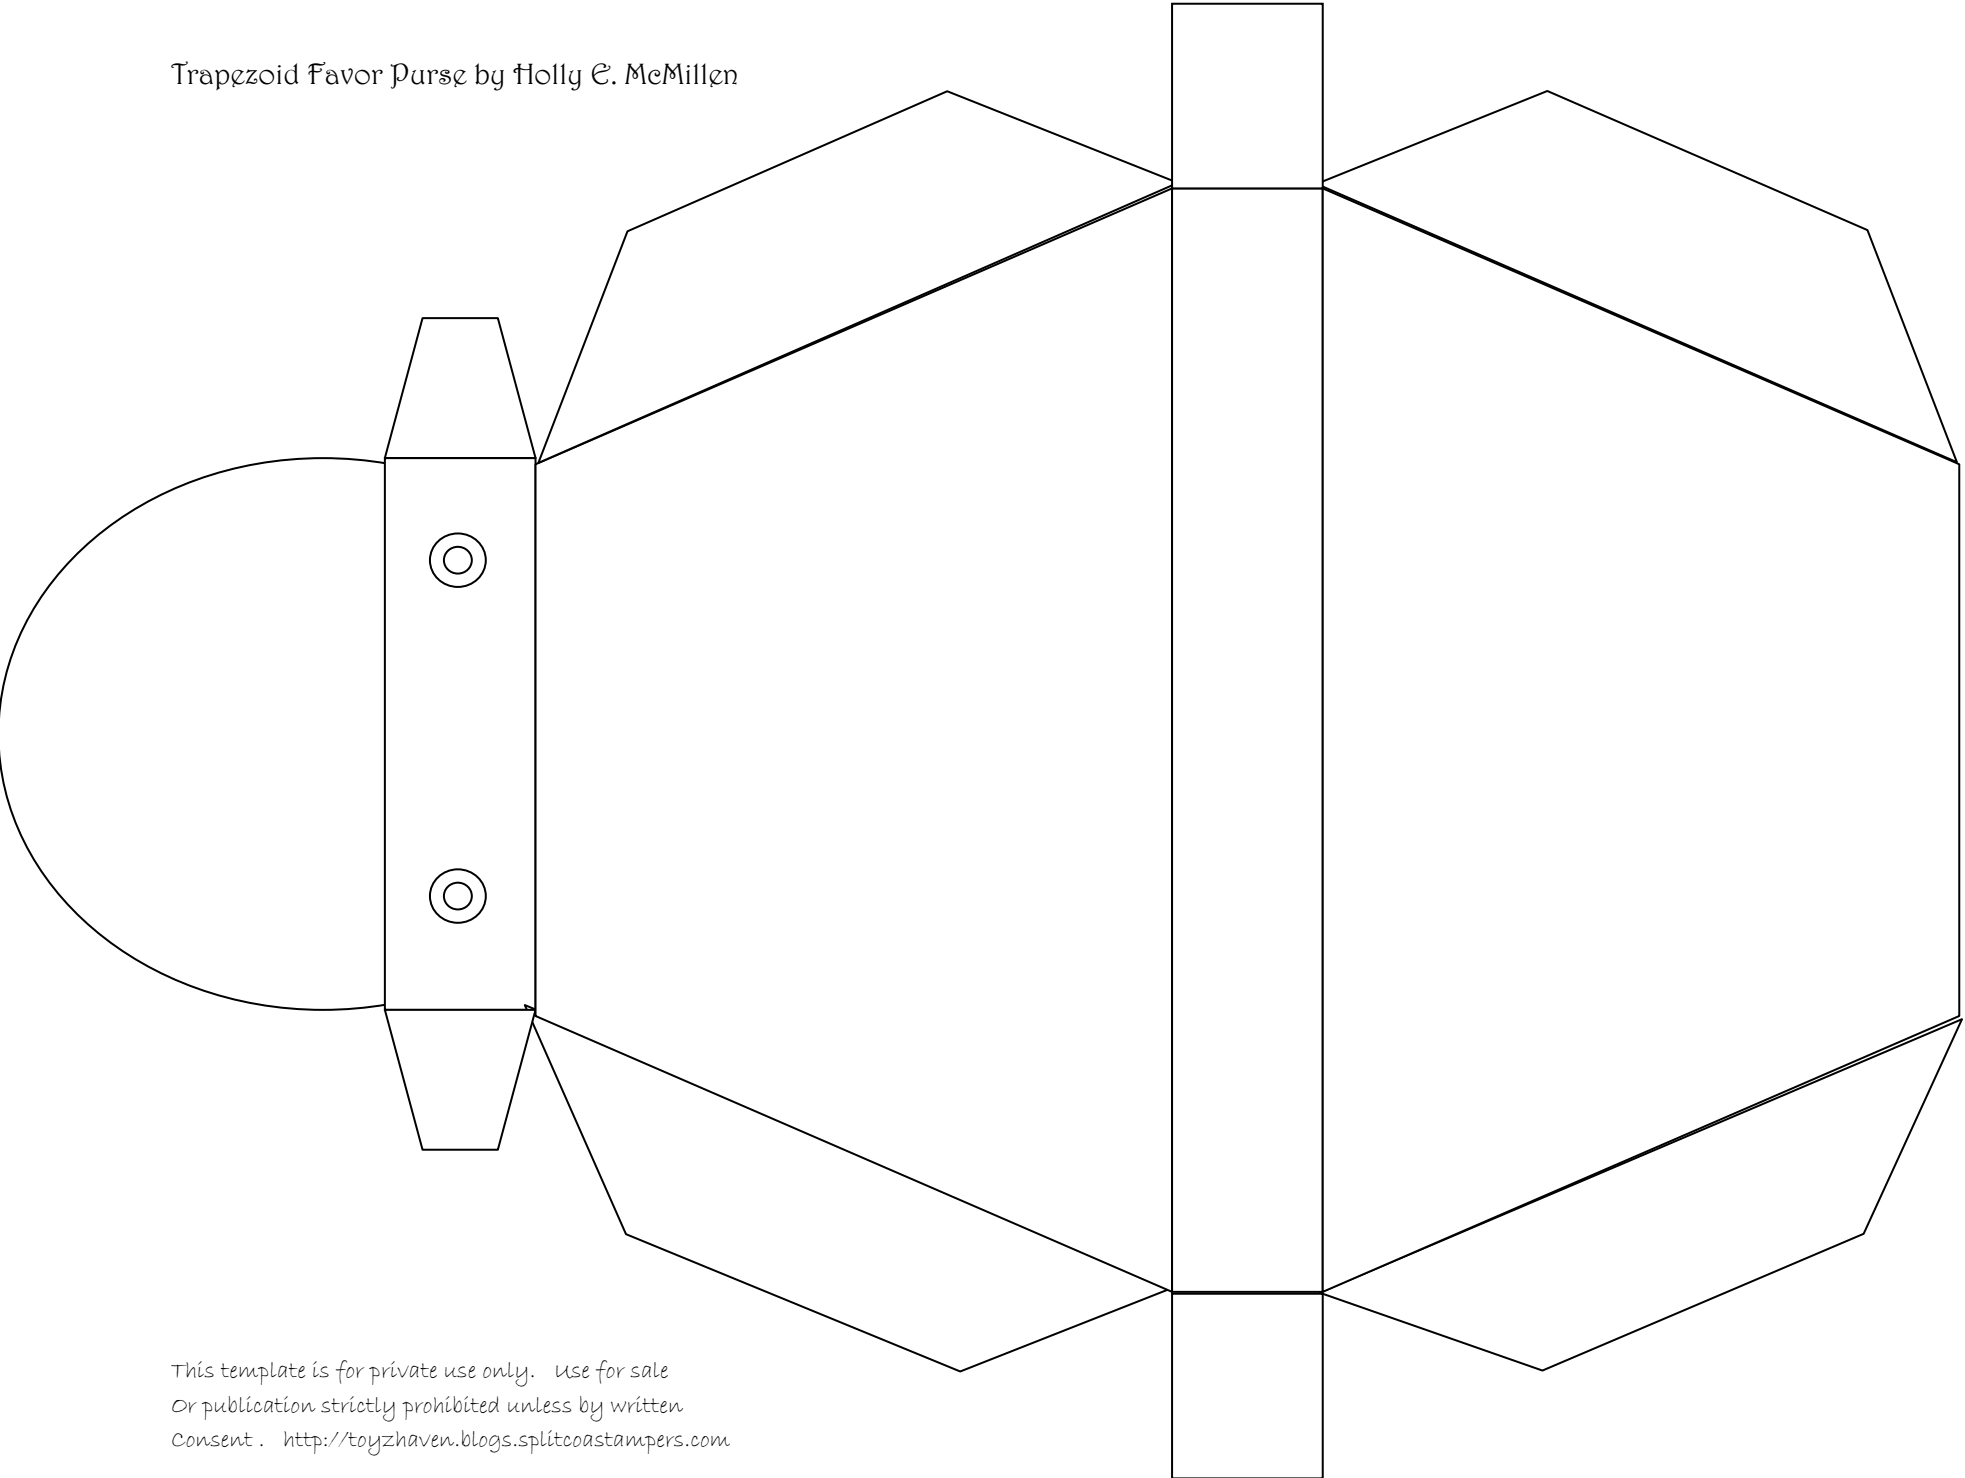 Trapezoid Favor Purse by Holly E. McMillen
This template is for private use only. Use for sale
Or publication strictly prohibited unless by written
Consent . http://toyzhaven.blogs.splitcoastampers.com